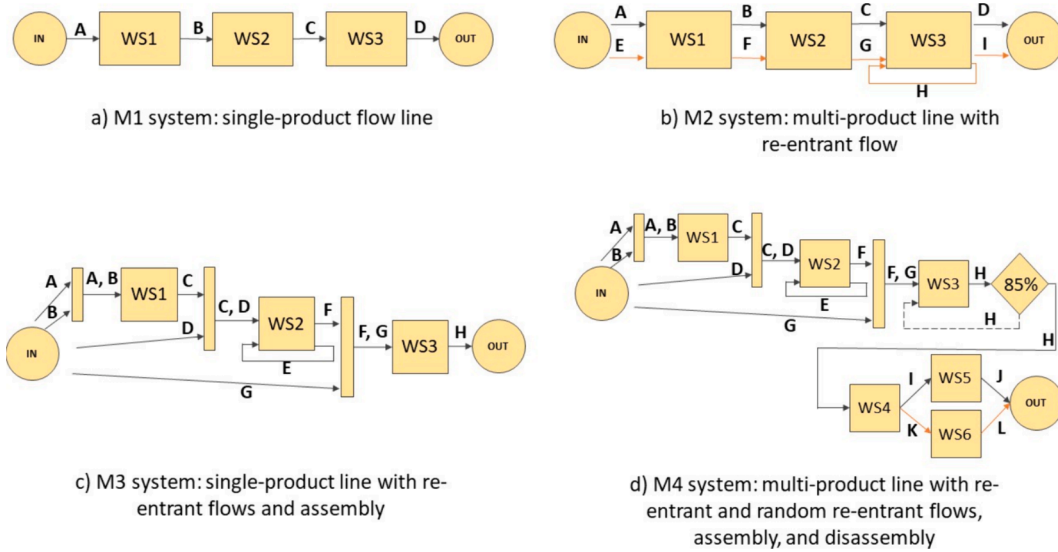 IN A WS1 B WS2 C WS3 D OUT
a) M1 system: single-product flow line
A B C D
IN WS1 WS2 WS3 OUT
E F G I
H
b) M2 system: multi-product line with
re-entrant flow
A A, B WS1 C
B
D C, D WS2 F
IN E F, G WS3 H OUT
G
c) M3 system: single-product line with re-
entrant flows and assembly
A A, B WS1 C
B
D C, D WS2 F
IN E F, G WS3 H 85%
G H
H
I WS5 J
WS4 OUT
K WS6 L
d) M4 system: multi-product line with re-
entrant and random re-entrant flows,
assembly, and disassembly